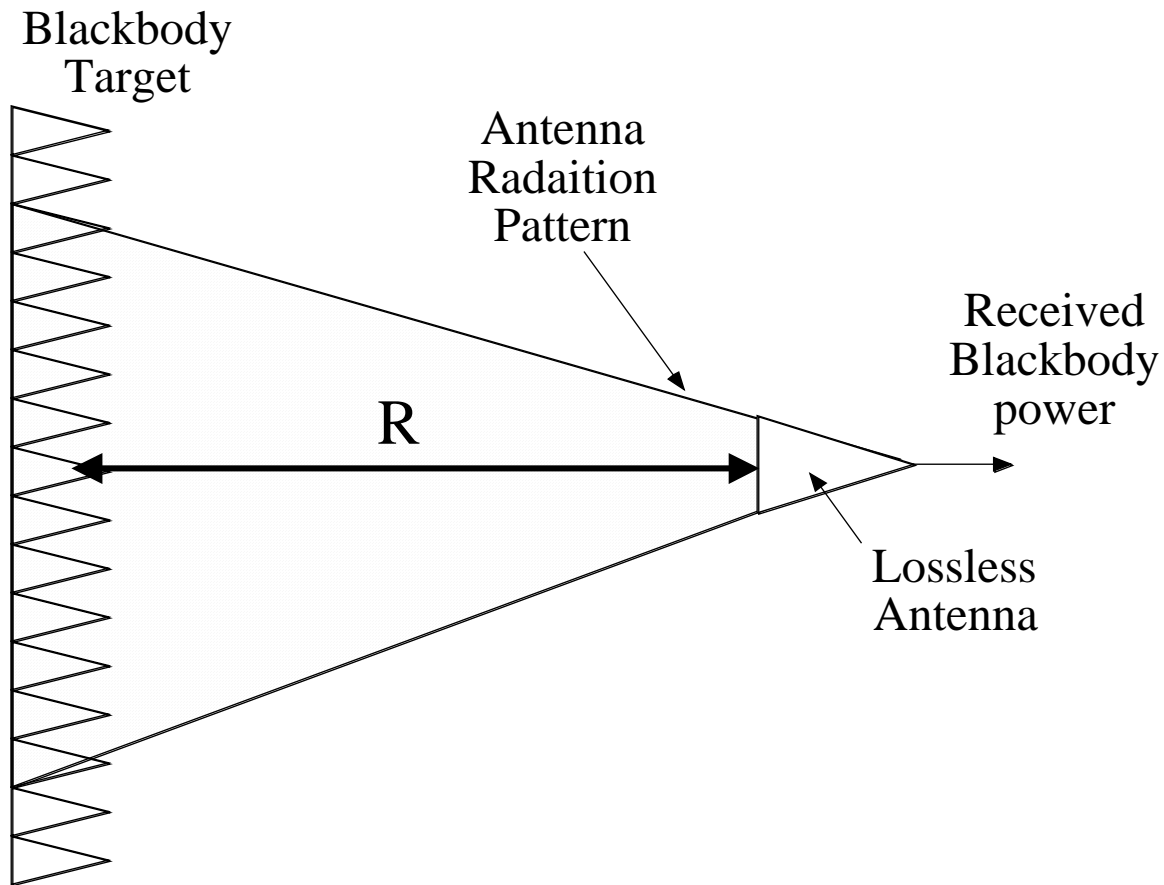 Blackbody
Target
Antenna
Radaition
Pattern
Received
Blackbody
power
R
Lossless
Antenna